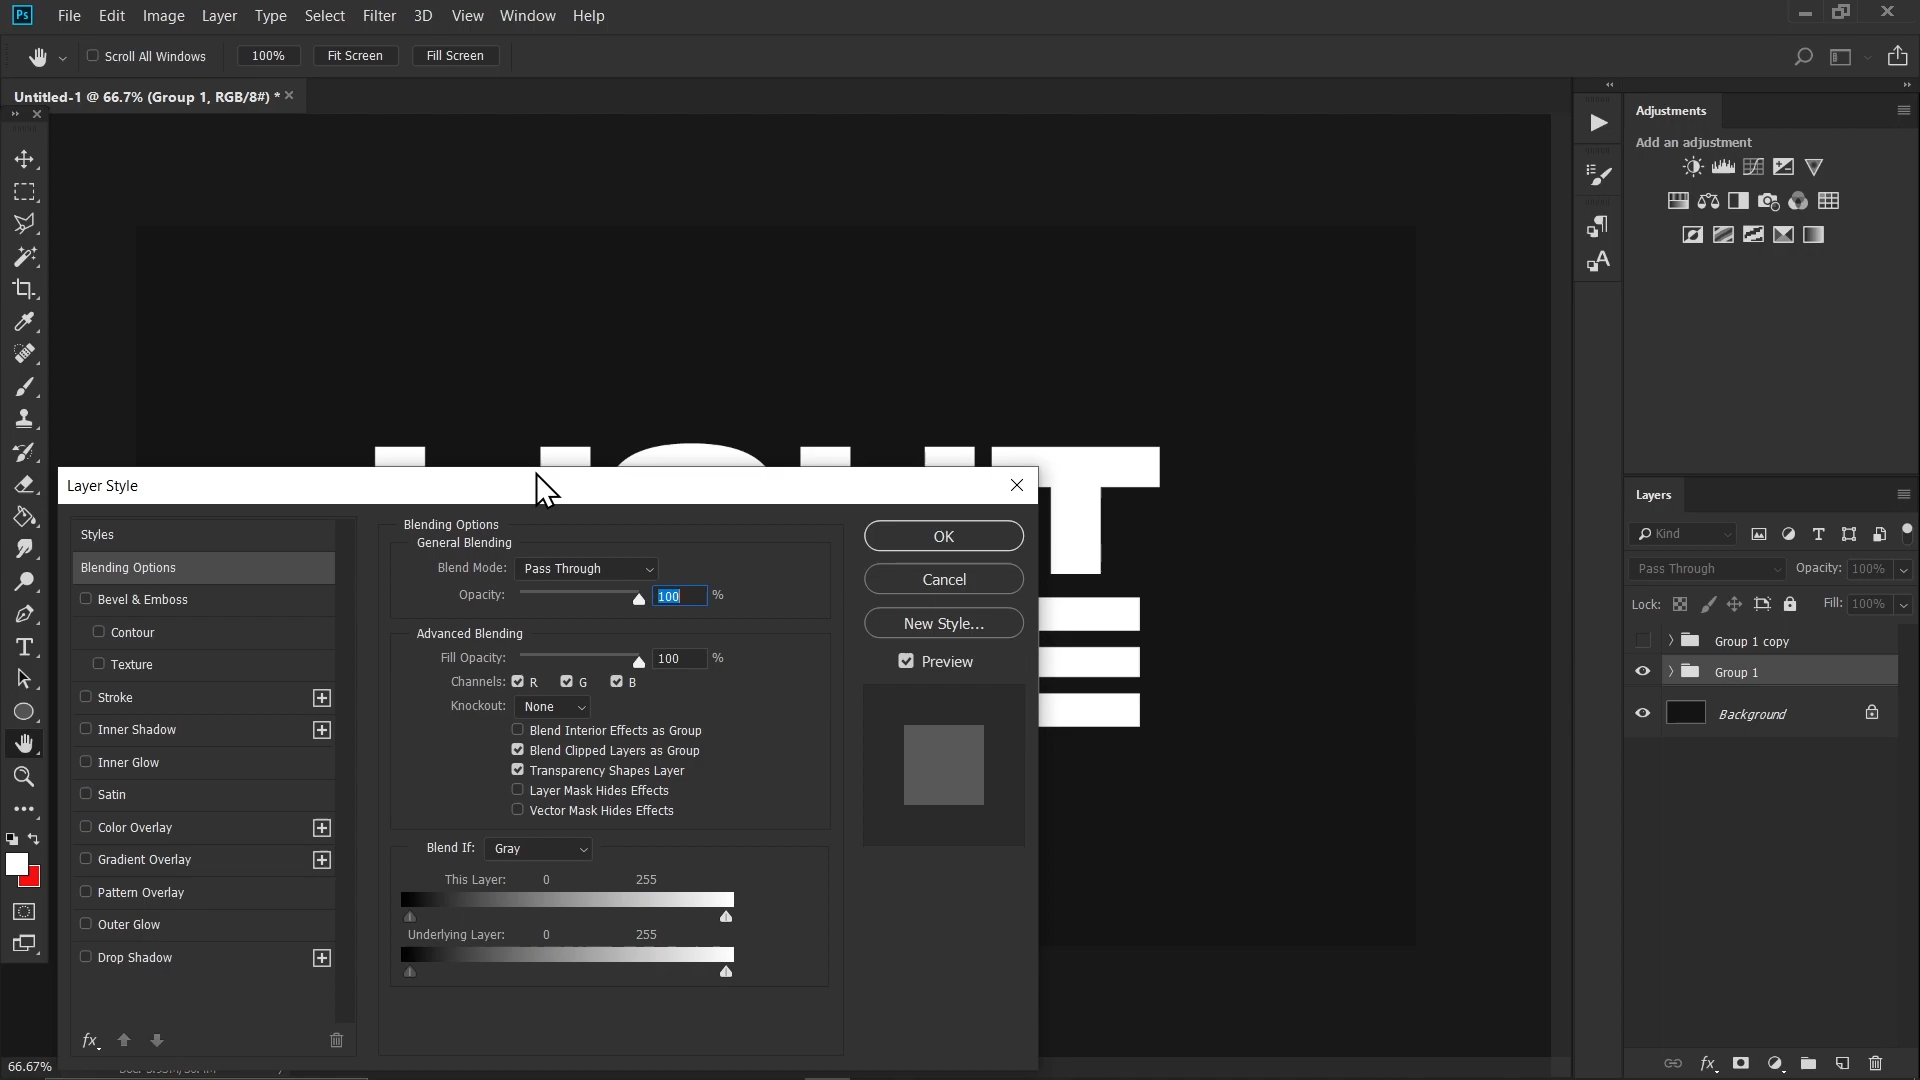 Ps File Edit Image Layer Type Select Filter 3D View Window Help
Scroll All Windows 100% Fit Screen Fill Screen
Untitled-1 @ 66.7% (Group 1, RGB/8#) *
Adjustments
Add an adjustment
Layer Style
Styles
Blending Options
Bevel & Emboss
Contour
Texture
Stroke
Inner Shadow
Inner Glow
Satin
Color Overlay
Gradient Overlay
Pattern Overlay
Outer Glow
Drop Shadow
fx
Blending Options
General Blending
Blend Mode: Pass Through
Opacity: 100 %
Advanced Blending
Fill Opacity: 100 %
Channels: R G B
Knockout: None
Blend Interior Effects as Group
Blend Clipped Layers as Group
Transparency Shapes Layer
Layer Mask Hides Effects
Vector Mask Hides Effects
Blend If: Gray
This Layer: 0 255
Underlying Layer: 0 255
OK
Cancel
New Style...
Preview
Layers
Kind
Pass Through Opacity: 100%
Lock: Fill: 100%
Group 1 copy
Group 1
Background
fx
66.67%